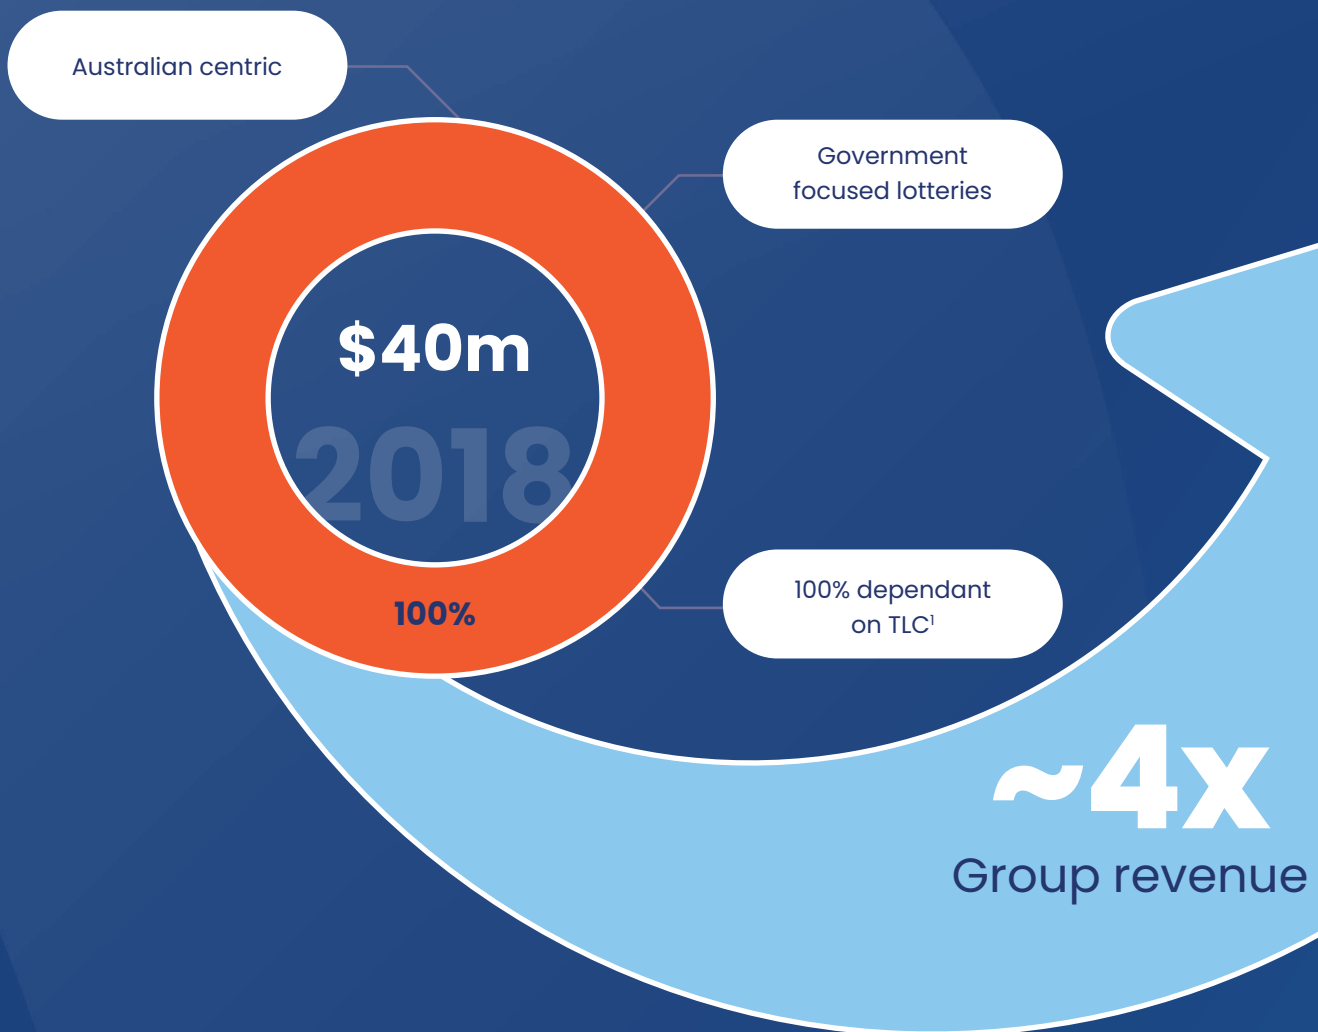 Australian centric
Government
focused lotteries
$40m
2018
100%
100% dependant
on TLC¹
~4x
Group revenue